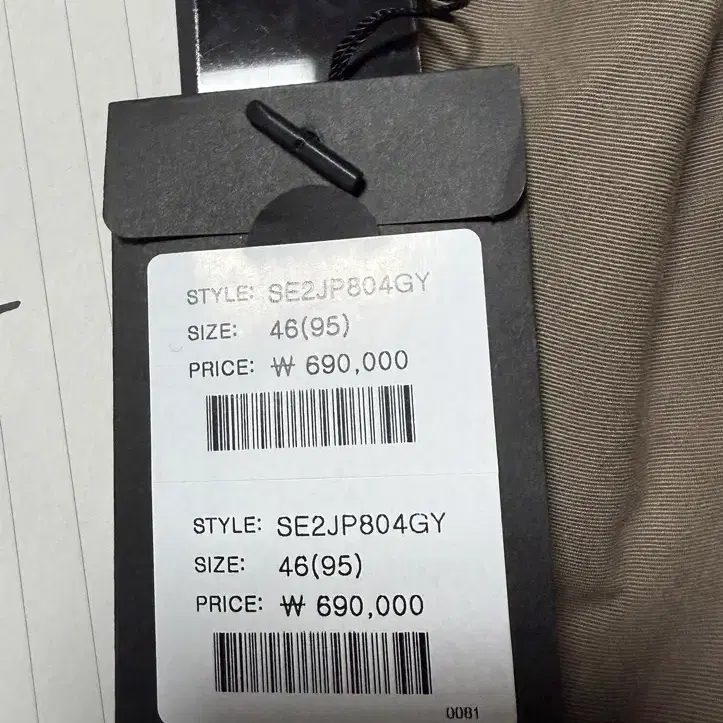 STYLE: SE2JP804GY
SIZE: 46(95)
PRICE: ₩ 690,000
STYLE: SE2JP804GY
SIZE: 46(95)
PRICE: ₩ 690,000
0081